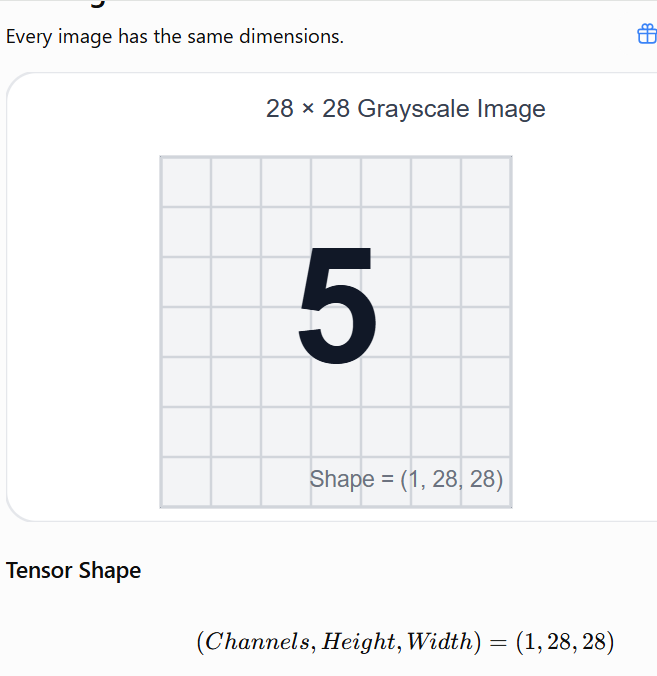 Every image has the same dimensions.
28 × 28 Grayscale Image
5
Shape = (1, 28, 28)
Tensor Shape
(Channels, Height, Width) = (1, 28, 28)